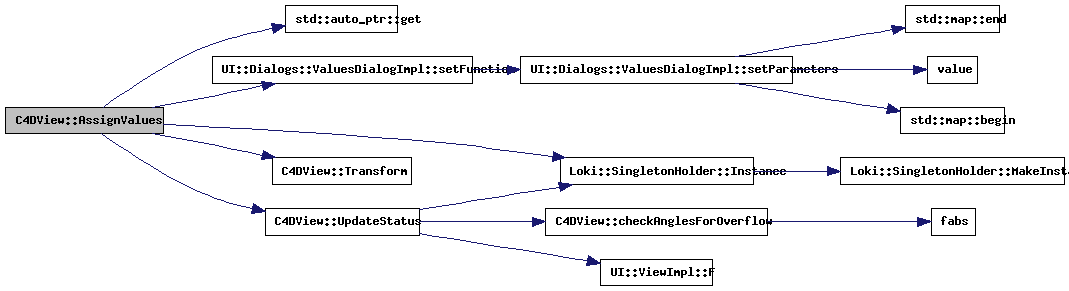 std::auto_ptr::get
std::map::end
UI::Dialogs::ValuesDialogImpl::setFunctio
UI::Dialogs::ValuesDialogImpl::setParameters
value
C4DView::AssignValues
std::map::begin
C4DView::Transform
Loki::SingletonHolder::Instance
Loki::SingletonHolder::MakeInst
C4DView::UpdateStatus
C4DView::checkAnglesForOverflow
fabs
UI::ViewImpl::F